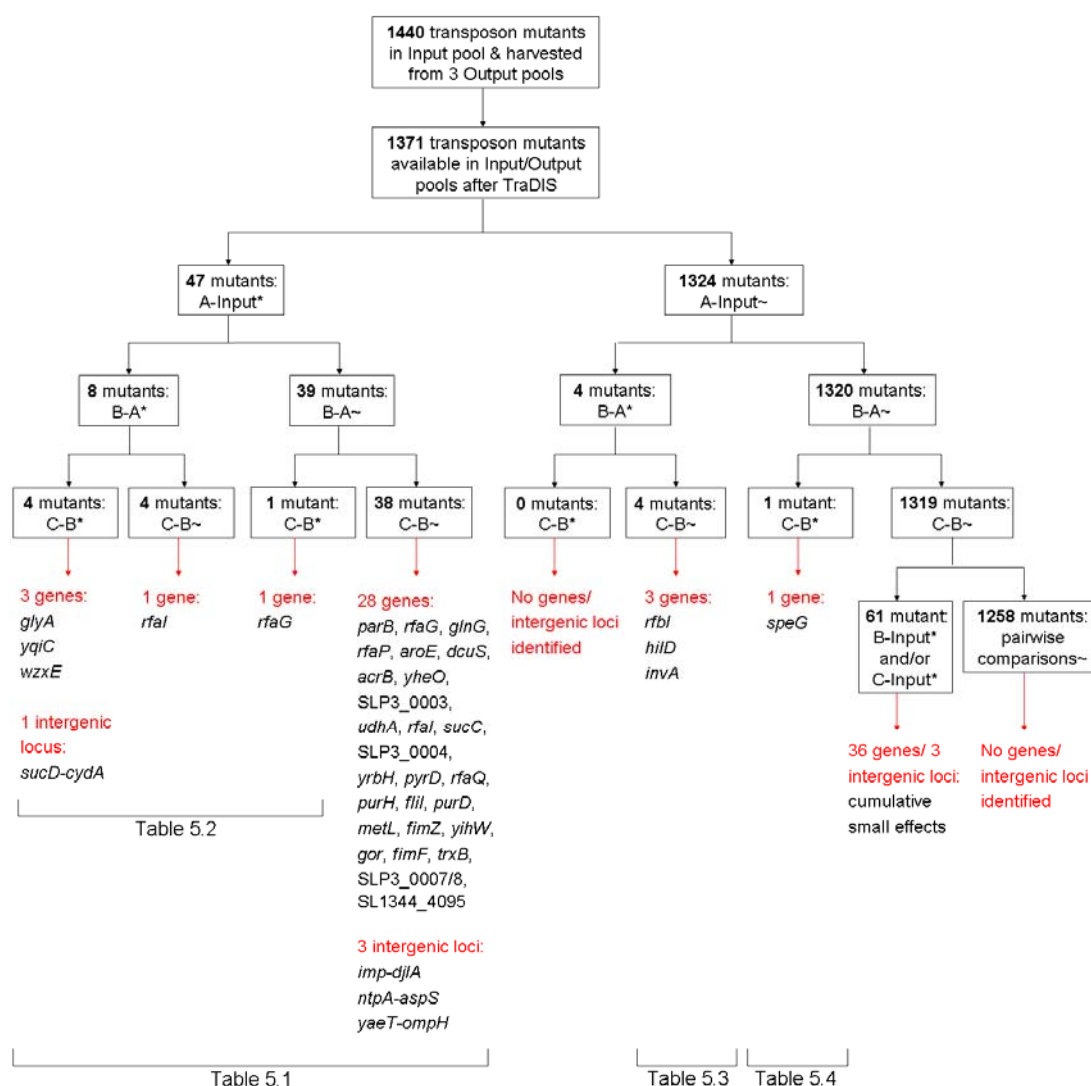 1440 transposon mutants
in Input pool & harvested
from 3 Output pools
1371 transposon mutants
available in Input/Output
pools after TraDIS
47 mutants:
A-Input*
1324 mutants:
A-Input~
8 mutants:
B-A*
39 mutants:
B-A~
4 mutants:
B-A*
1320 mutants:
B-A~
4 mutants:
C-B*
4 mutants:
C-B~
1 mutant:
C-B*
38 mutants:
C-B~
0 mutants:
C-B*
4 mutants:
C-B~
1 mutant:
C-B*
1319 mutants:
C-B~
61 mutant:
B-Input*
and/or
C-Input*
1258 mutants:
pairwise
comparisons~
3 genes:
glyA
yqiC
wzxE
1 intergenic
locus:
sucD-cydA
1 gene:
rfaI
1 gene:
rfaG
28 genes:
parB, rfaG, glnG,
rfaP, aroE, dcuS,
acrB, yheO,
SLP3_0003,
udhA, rfaI, sucC,
SLP3_0004,
yrbH, pyrD, rfaQ,
purH, fliI, purD,
metL, fimZ, yihW,
gor, fimF, trxB,
SLP3_0007/8,
SL1344_4095
3 intergenic loci:
imp-djlA
ntpA-aspS
yaeT-ompH
No genes/
intergenic loci
identified
3 genes:
rfbI
hilD
invA
1 gene:
speG
36 genes/ 3
intergenic loci:
cumulative
small effects
No genes/
intergenic loci
identified
Table 5.2
Table 5.1
Table 5.3
Table 5.4